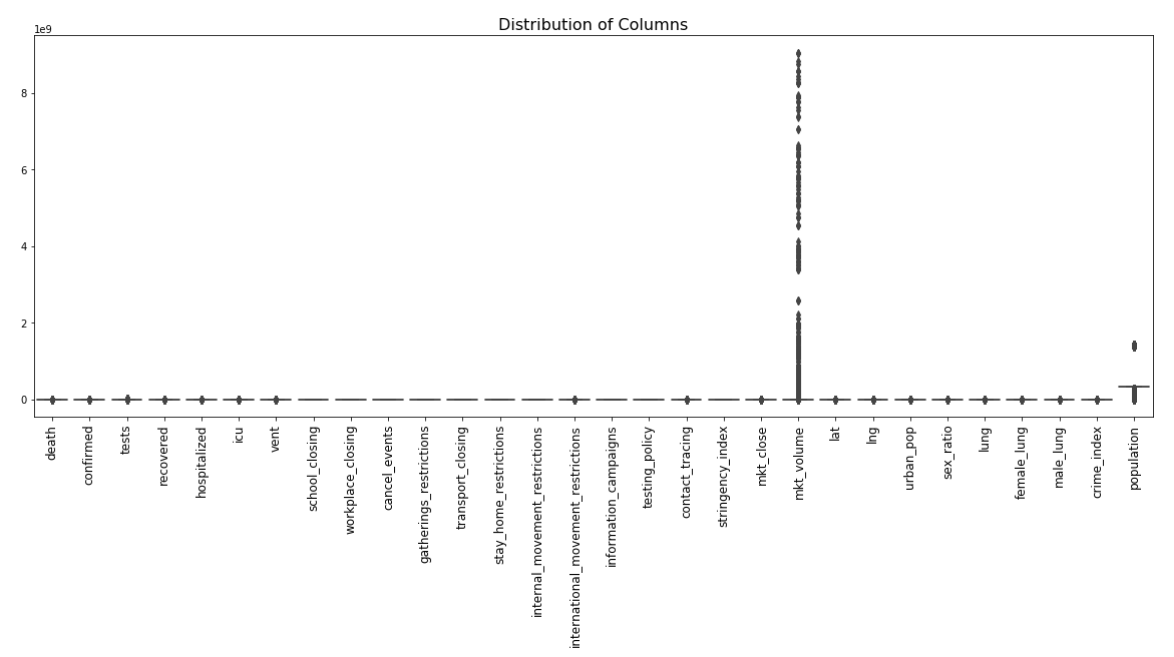 Distribution of Columns
1e9
8
6
4
2
0
death
confirmed
tests
recovered
hospitalized
icu
vent
school_closing
workplace_closing
cancel_events
gatherings_restrictions
transport_closing
stay_home_restrictions
internal_movement_restrictions
international_movement_restrictions
information_campaigns
testing_policy
contact_tracing
stringency_index
mkt_close
mkt_volume
lat
lng
urban_pop
sex_ratio
lung
female_lung
male_lung
crime_index
population